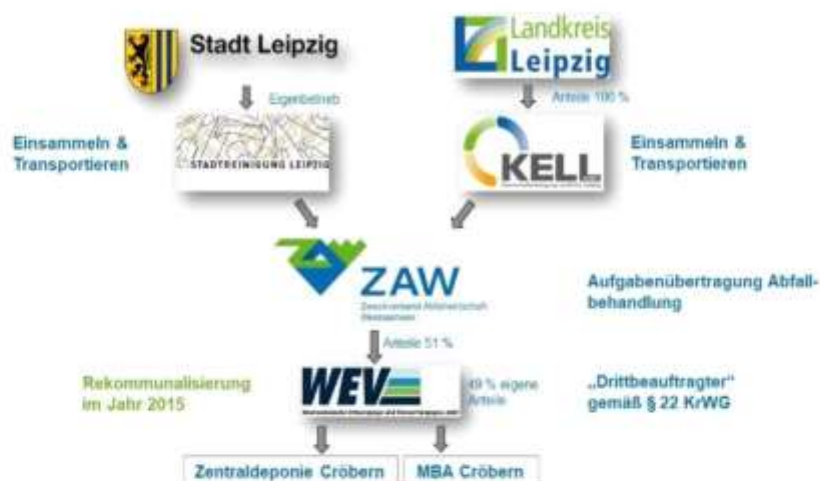 Stadt Leipzig
Landkreis
Leipzig
Eigenbetrieb
Anteile 100 %
Einsammeln &
Transportieren
STADTREINIGUNG LEIPZIG
KELL
Einsammeln &
Transportieren
ZAW
Zweckverband Abfallwirtschaft
Westsachsen
Aufgabenübertragung Abfall-
behandlung
Anteile 51 %
Rekommunalisierung
im Jahr 2015
WEV
49 % eigene
Anteile
„Drittbeauftragter“
gemäß § 22 KrWG
Zentraldeponie Cröbern
MBA Cröbern